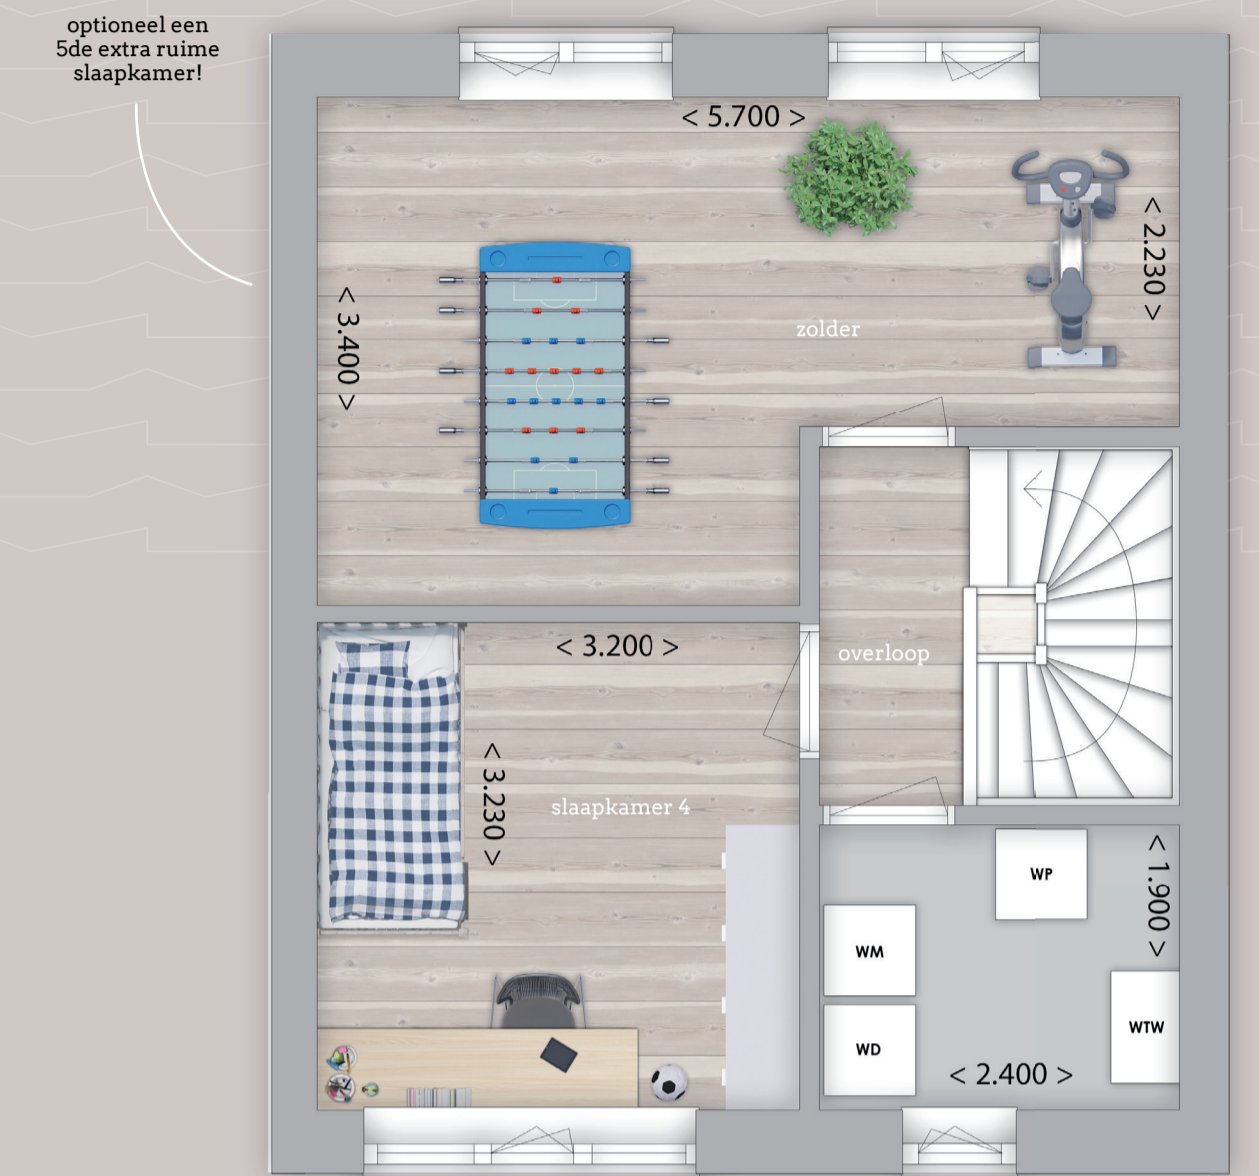 optioneel een
5de extra ruime
slaapkamer!
< 5.700 >
< 2.230 >
< 3.400 >
zolder
< 3.200 >
overloop
< 3.230 >
slaapkamer 4
WP
< 1.900 >
WM
WTW
WD
< 2.400 >